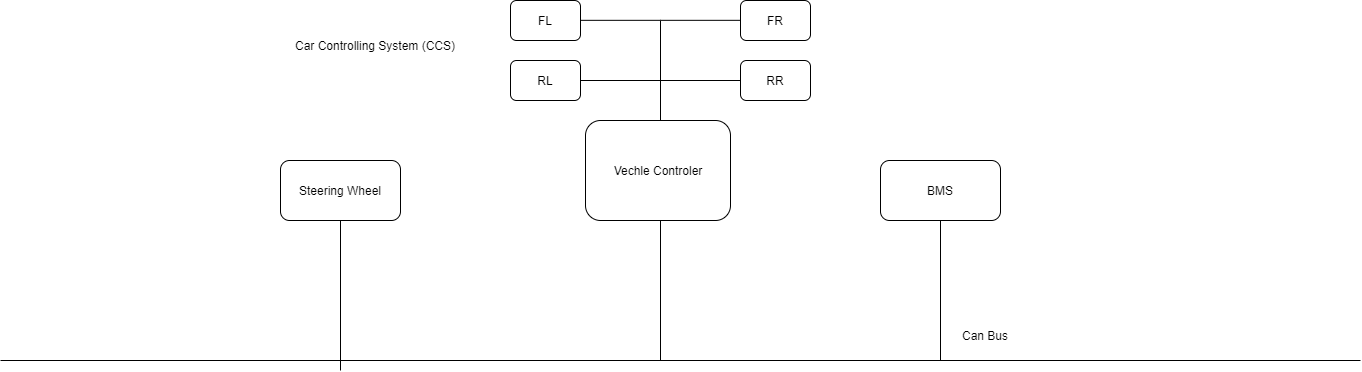 FL
FR
Car Controlling System (CCS)
RL
RR
Vechle Controler
Steering Wheel
BMS
Can Bus